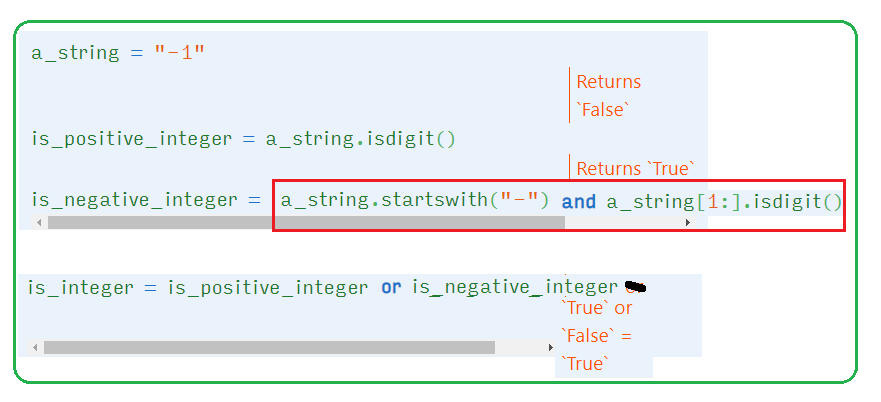 a_string = "-1"
Returns
`False`
is_positive_integer = a_string.isdigit()
Returns `True`
is_negative_integer = a_string.startswith("-") and a_string[1:].isdigit()
is_integer = is_positive_integer or is_negative_integer
`True` or
`False` =
`True`